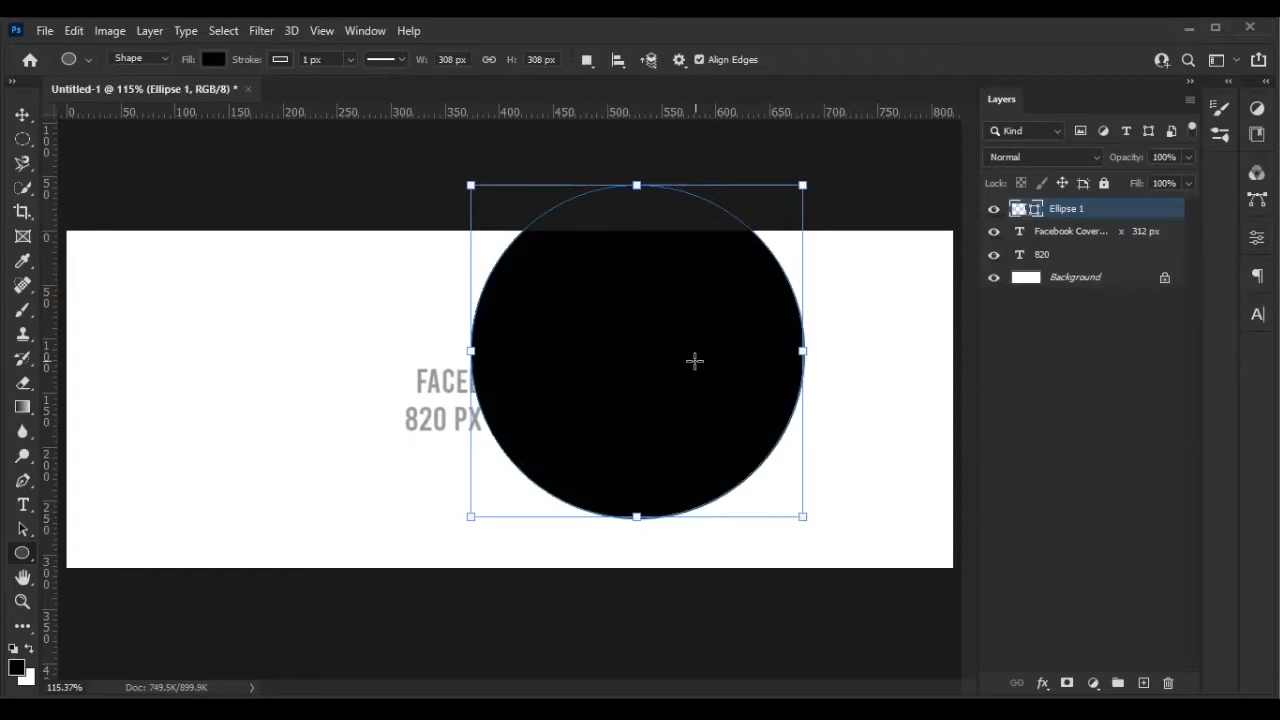 Ps File Edit Image Layer Type Select Filter 3D View Window Help
Shape Fill: Stroke: 1 px W: 308 px H: 308 px Align Edges
Untitled-1 @ 115% (Ellipse 1, RGB/8) * ×
0 50 100 150 200 250 300 350 400 450 500 550 600 650 700 750 800
Layers
Kind
Normal Opacity: 100%
Lock: Fill: 100%
Ellipse 1
T Facebook Cover... x 312 px
T 820
Background
FACE
820 PX
115.37% Doc: 749.5K/899.9K